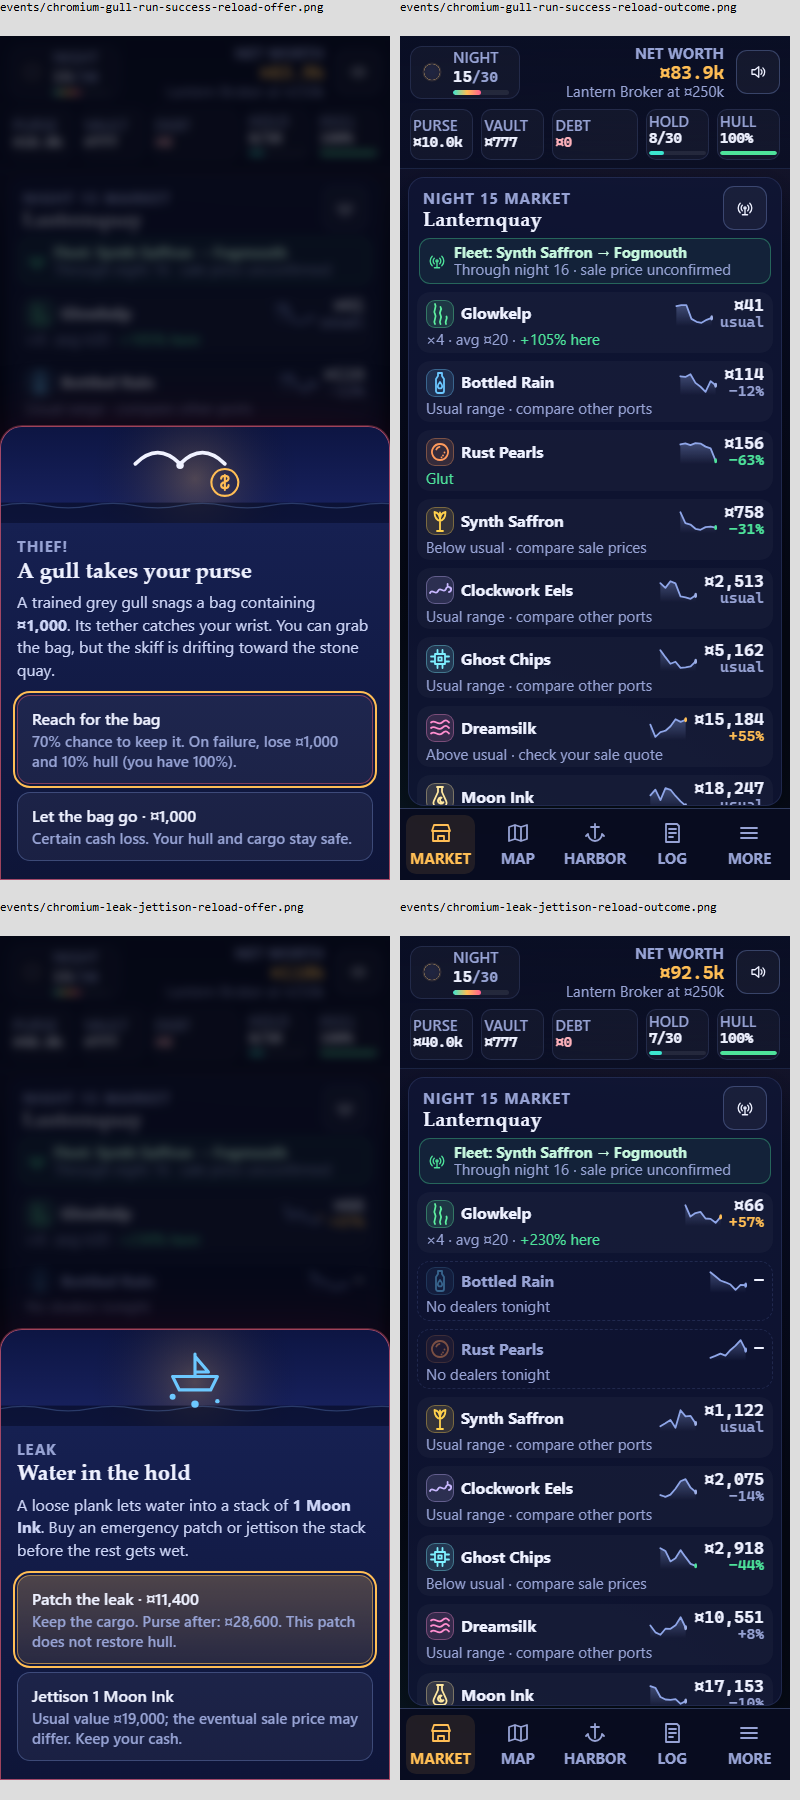 events/chromium-gull-run-success-reload-offer.png
THIEF!
A gull takes your purse
A trained grey gull snags a bag containing
¤1,000. Its tether catches your wrist. You can grab
the bag, but the skiff is drifting toward the stone
quay.
Reach for the bag
70% chance to keep it. On failure, lose ¤1,000
and 10% hull (you have 100%).
Let the bag go · ¤1,000
Certain cash loss. Your hull and cargo stay safe.
events/chromium-gull-run-success-reload-outcome.png
NIGHT
15/30
NET WORTH
¤83.9k
Lantern Broker at ¤250k
PURSE
¤10.0k
VAULT
¤777
DEBT
¤0
HOLD
8/30
HULL
100%
NIGHT 15 MARKET
Lanternquay
Fleet: Synth Saffron → Fogmouth
Through night 16 · sale price unconfirmed
Glowkelp
¤41
usual
×4 · avg ¤20 · +105% here
Bottled Rain
¤114
−12%
Usual range · compare other ports
Rust Pearls
¤156
−63%
Glut
Synth Saffron
¤758
−31%
Below usual · compare sale prices
Clockwork Eels
¤2,513
usual
Usual range · compare other ports
Ghost Chips
¤5,162
usual
Usual range · compare other ports
Dreamsilk
¤15,184
+55%
Above usual · check your sale quote
Moon Ink
¤18,247
usual
MARKET
MAP
HARBOR
LOG
MORE
events/chromium-leak-jettison-reload-offer.png
LEAK
Water in the hold
A loose plank lets water into a stack of 1 Moon
Ink. Buy an emergency patch or jettison the stack
before the rest gets wet.
Patch the leak · ¤11,400
Keep the cargo. Purse after: ¤28,600. This patch
does not restore hull.
Jettison 1 Moon Ink
Usual value ¤19,000; the eventual sale price may
differ. Keep your cash.
events/chromium-leak-jettison-reload-outcome.png
NIGHT
15/30
NET WORTH
¤92.5k
Lantern Broker at ¤250k
PURSE
¤40.0k
VAULT
¤777
DEBT
¤0
HOLD
7/30
HULL
100%
NIGHT 15 MARKET
Lanternquay
Fleet: Synth Saffron → Fogmouth
Through night 16 · sale price unconfirmed
Glowkelp
¤66
+57%
×4 · avg ¤20 · +230% here
Bottled Rain
–
No dealers tonight
Rust Pearls
–
No dealers tonight
Synth Saffron
¤1,122
usual
Usual range · compare other ports
Clockwork Eels
¤2,075
−14%
Usual range · compare other ports
Ghost Chips
¤2,918
−44%
Below usual · compare sale prices
Dreamsilk
¤10,551
+8%
Usual range · compare other ports
Moon Ink
¤17,153
−10%
MARKET
MAP
HARBOR
LOG
MORE